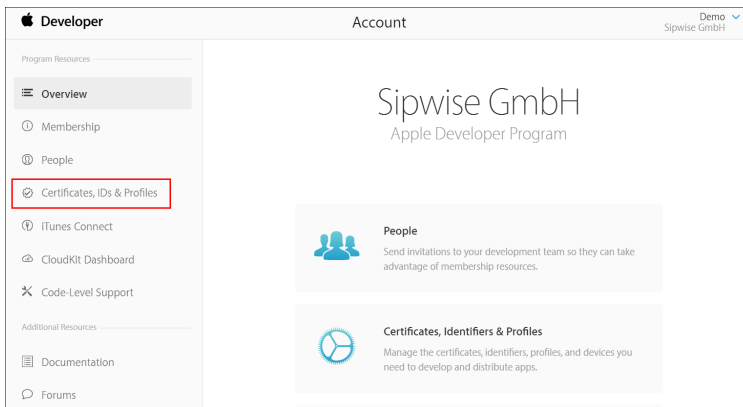 Developer
Account
Demo
Sipwise GmbH
Program Resources
Overview
Membership
People
Certificates, IDs & Profiles
iTunes Connect
CloudKit Dashboard
Code-Level Support
Additional Resources
Documentation
Forums
Sipwise GmbH
Apple Developer Program
People
Send invitations to your development team so they can take
advantage of membership resources.
Certificates, Identifiers & Profiles
Manage the certificates, identifiers, profiles, and devices you
need to develop and distribute apps.